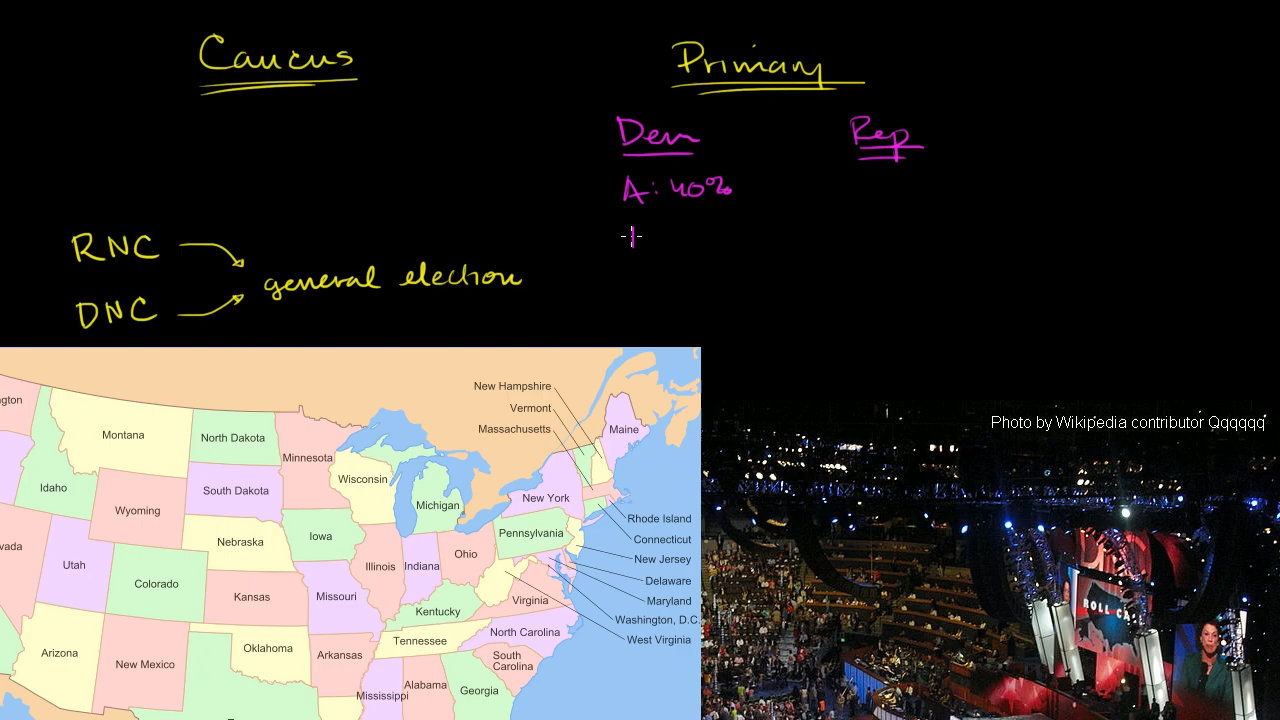 Caucus
Primary
Dem
Rep
A: 40%
RNC
DNC
general election
Photo by Wikipedia contributor Qqqqqq
gton
Montana
North Dakota
Minnesota
New Hampshire
Vermont
Massachusetts
Maine
Idaho
Wyoming
South Dakota
Wisconsin
Michigan
New York
Rhode Island
vada
Utah
Colorado
Nebraska
Iowa
Illinois
Indiana
Ohio
Pennsylvania
Connecticut
New Jersey
Delaware
Maryland
Washington, D.C.
West Virginia
Kansas
Missouri
Kentucky
Virginia
Arizona
New Mexico
Oklahoma
Arkansas
Tennessee
North Carolina
South
Carolina
Mississippi
Alabama
Georgia
ROLL CA